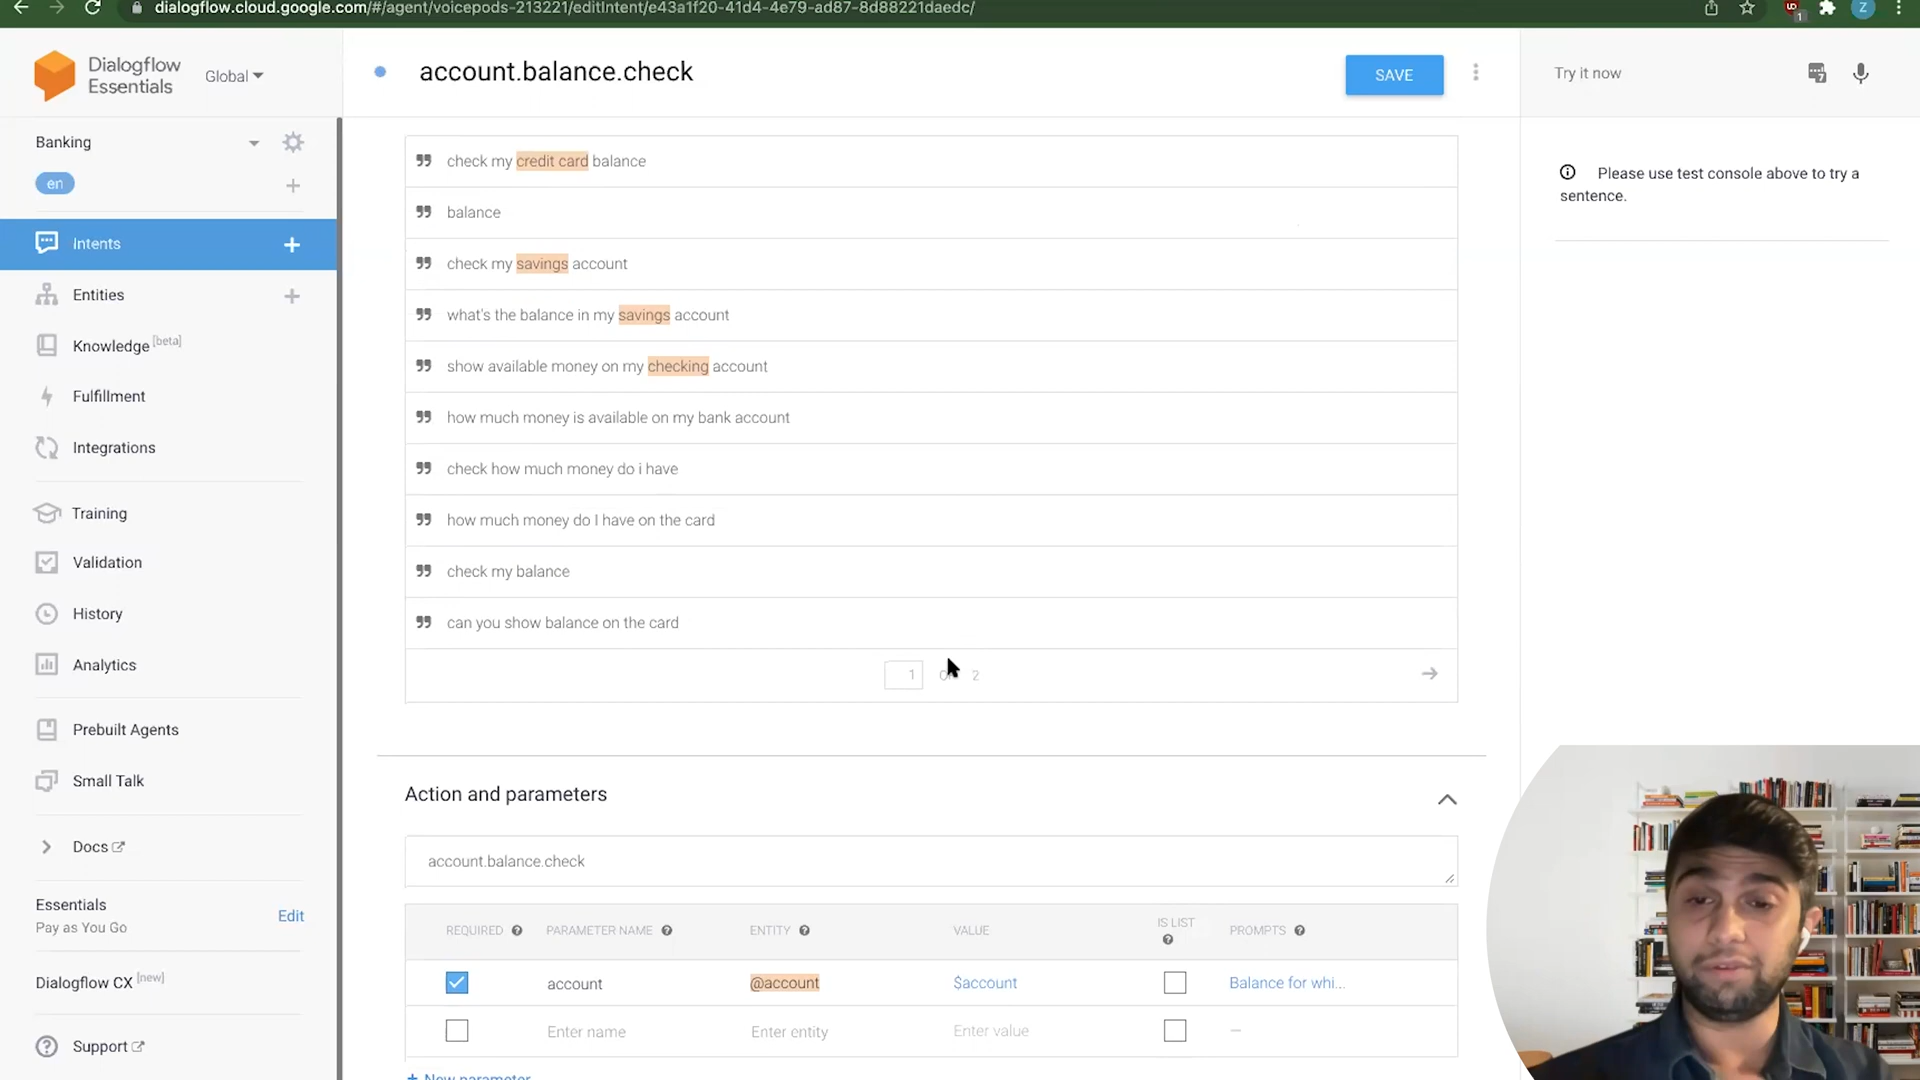 dialogflow.cloud.google.com/#/agent/voicepods-213221/editIntent/e43a1f20-41d4-4e79-ad87-8d88221daedc/
Dialogflow
Essentials
Global
account.balance.check
SAVE
Try it now
Banking
en
Please use test console above to try a
sentence.
Intents
Entities
Knowledge [beta]
Fulfillment
Integrations
Training
Validation
History
Analytics
Prebuilt Agents
Small Talk
Docs
Essentials
Pay as You Go
Edit
Dialogflow CX [new]
Support
check my credit card balance
balance
check my savings account
what's the balance in my savings account
show available money on my checking account
how much money is available on my bank account
check how much money do i have
how much money do I have on the card
check my balance
can you show balance on the card
1 2
Action and parameters
account.balance.check
REQUIRED PARAMETER NAME ENTITY VALUE IS LIST PROMPTS
account @account $account Balance for whi...
Enter name Enter entity Enter value –
+ New parameter